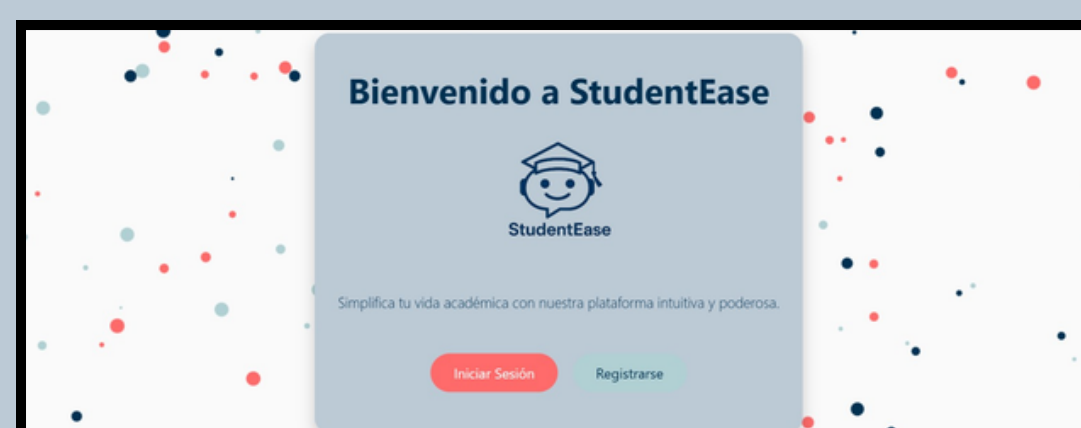 Bienvenido a StudentEase
StudentEase
Simplifica tu vida académica con nuestra plataforma intuitiva y poderosa.
Iniciar Sesión
Registrarse